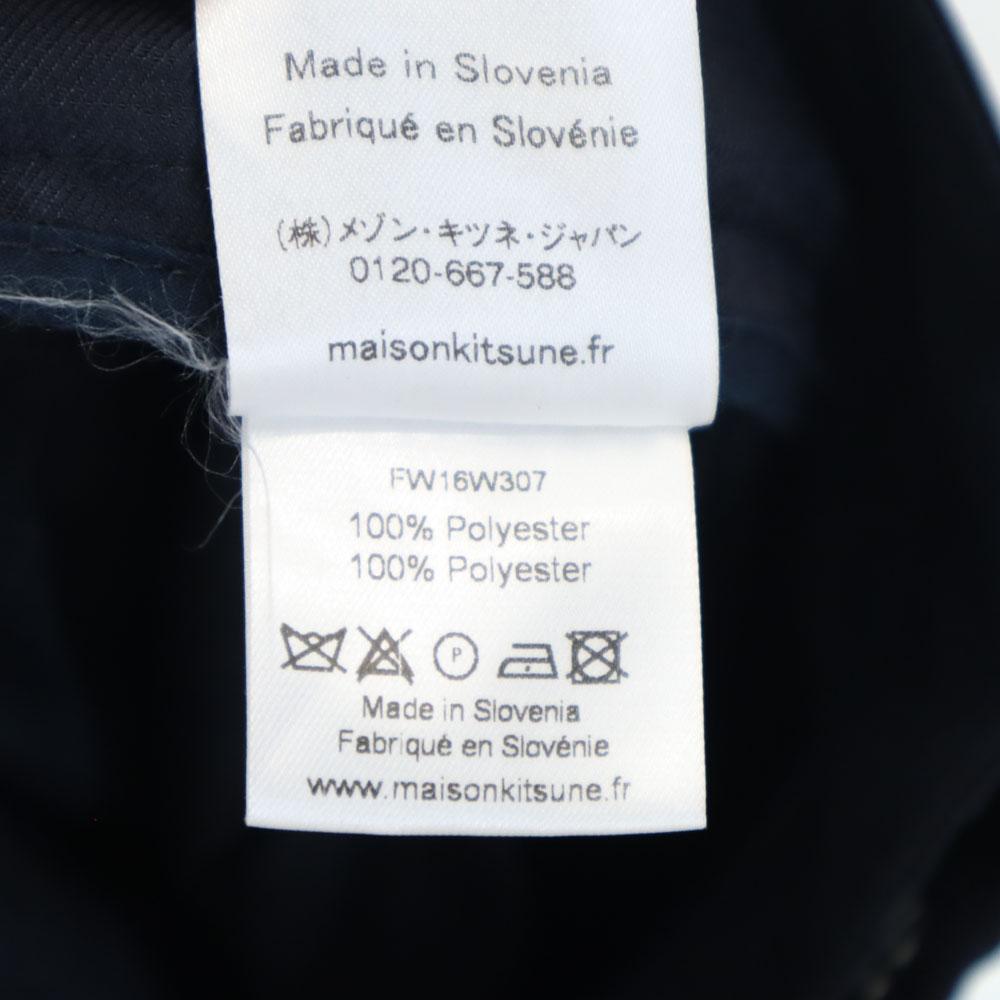 Made in Slovenia
Fabriqué en Slovénie
(株)メゾン・キツネ・ジャパン
0120-667-588
maisonkitsune.fr
FW16W307
100% Polyester
100% Polyester
P
Made in Slovenia
Fabriqué en Slovénie
www.maisonkitsune.fr